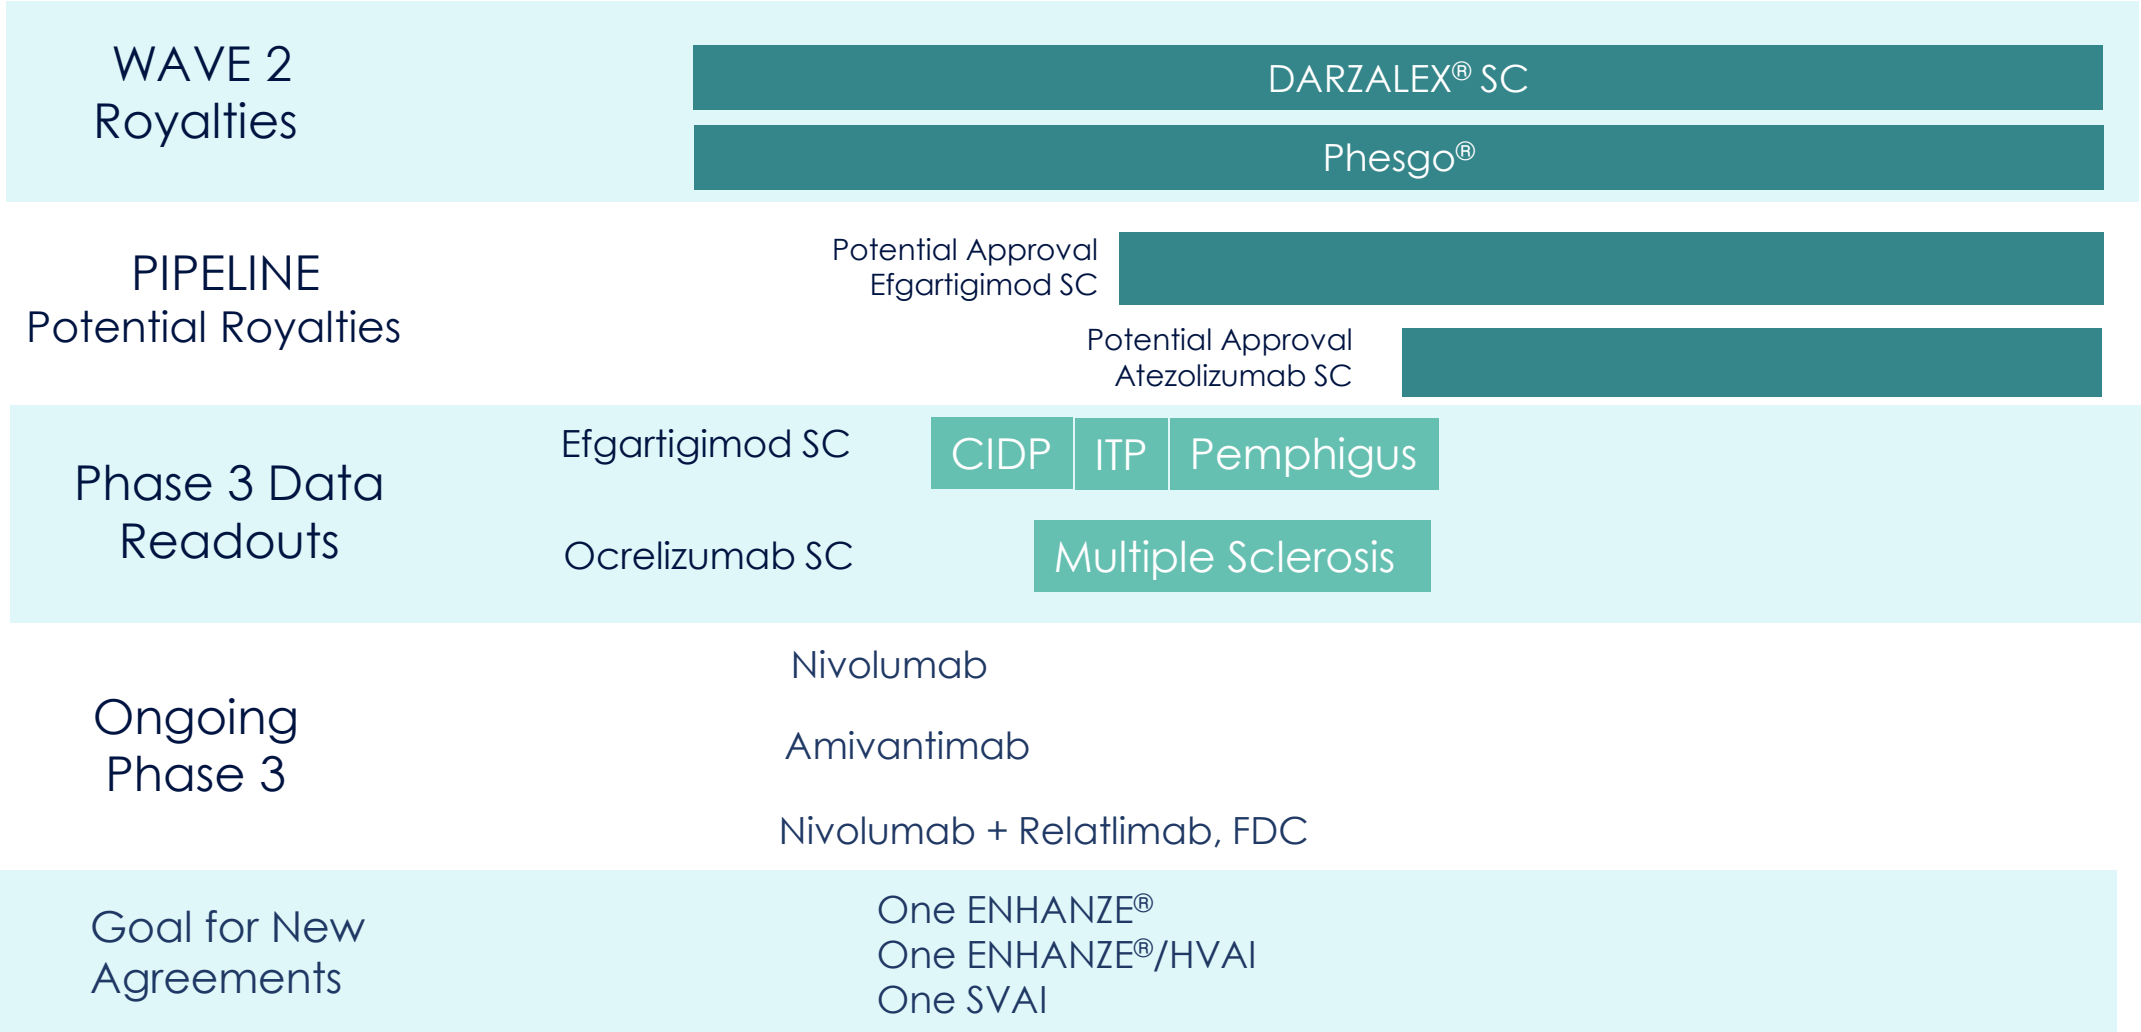 WAVE 2
Royalties
DARZALEX® SC
Phesgo®
PIPELINE
Potential Royalties
Potential Approval
Efgartigimod SC
Potential Approval
Atezolizumab SC
Phase 3 Data
Readouts
Efgartigimod SC
CIDP
ITP
Pemphigus
Ocrelizumab SC
Multiple Sclerosis
Ongoing
Phase 3
Nivolumab
Amivantimab
Nivolumab + Relatlimab, FDC
Goal for New
Agreements
One ENHANZE®
One ENHANZE®/HVAI
One SVAI